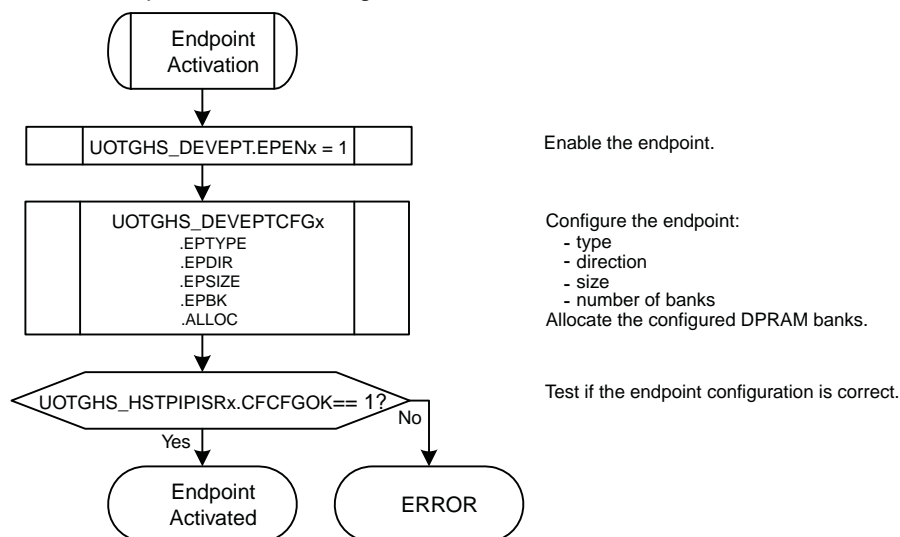 Endpoint
Activation
UOTGHS_DEVEPT.EPENx = 1
Enable the endpoint.
UOTGHS_DEVEPTCFGx
.EPTYPE
.EPDIR
.EPSIZE
.EPBK
.ALLOC
Configure the endpoint:
- type
- direction
- size
- number of banks
Allocate the configured DPRAM banks.
UOTGHS_HSTPIPISRx.CFCFGOK== 1?
Test if the endpoint configuration is correct.
No
Yes
Endpoint
Activated
ERROR